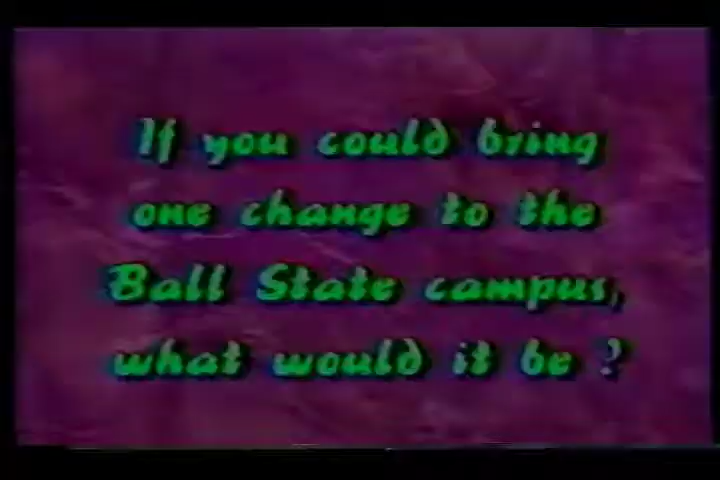 If you could bring
one change to the
Ball State campus,
what would it be ?